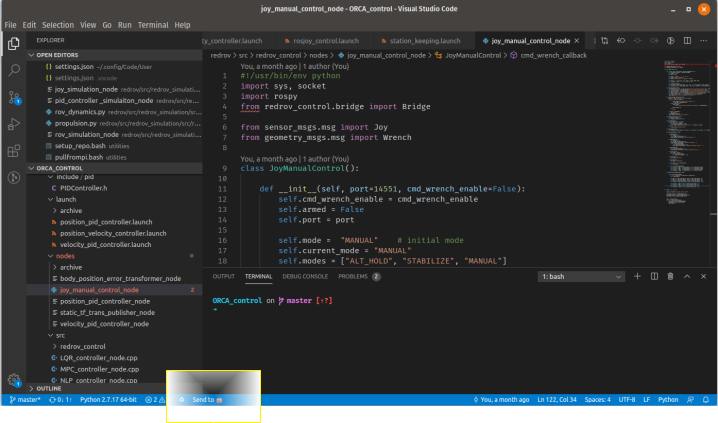 joy_manual_control_node - ORCA_control - Visual Studio Code
File Edit Selection View Go Run Terminal Help
EXPLORER
OPEN EDITORS
settings.json ~/.config/Code/User
settings.json .vscode
joy_simulation_node redrov/src/redrov_simulati...
pid_controller_simulaiton_node redrov/src/re...
rov_dynamics.py redrov/src/redrov_simulation/sr...
propulsion.py redrov/src/redrov_simulation/src/r...
rov_simulation_node redrov/src/redrov_simulati...
setup_repo.bash utilities
pullfrompi.bash utilities
ORCA_CONTROL
include / pid
PIDController.h
launch
archive
position_pid_controller.launch
position_velocity_controller.launch
velocity_pid_controller.launch
nodes
archive
body_position_error_transformer_node
joy_manual_control_node 2
position_pid_controller_node
static_tf_trans_publisher_node
velocity_pid_controller_node
src
redrov_control
LQR_controller_node.cpp
MPC_controller_node.cpp
NLP_controller_node.cpp
OUTLINE
ty_controller.launch rosjoy_control.launch station_keeping.launch joy_manual_control_node
redrov > src > redrov_control > nodes > joy_manual_control_node > JoyManualControl > cmd_wrench_callback
You, a month ago | 1 author (You)
1 #!/usr/bin/env python
2 import sys, socket
3 import rospy
4 from redrov_control.bridge import Bridge
5
6 from sensor_msgs.msg import Joy
7 from geometry_msgs.msg import Wrench
8
You, a month ago | 1 author (You)
9 class JoyManualControl():
10
11 def __init__(self, port=14551, cmd_wrench_enable=False):
12 self.cmd_wrench_enable = cmd_wrench_enable
13 self.armed = False
14 self.port = port
15
16 self.mode = "MANUAL" # initial mode
17 self.current_mode = "MANUAL"
18 self.modes = ["ALT_HOLD", "STABILIZE", "MANUAL"]
OUTPUT TERMINAL DEBUG CONSOLE PROBLEMS 2 1: bash
ORCA_control on master [⇡?]
→
master* 0↓ 1↑ Python 2.7.17 64-bit 2 Send to You, a month ago Ln 122, Col 34 Spaces: 4 UTF-8 LF Python